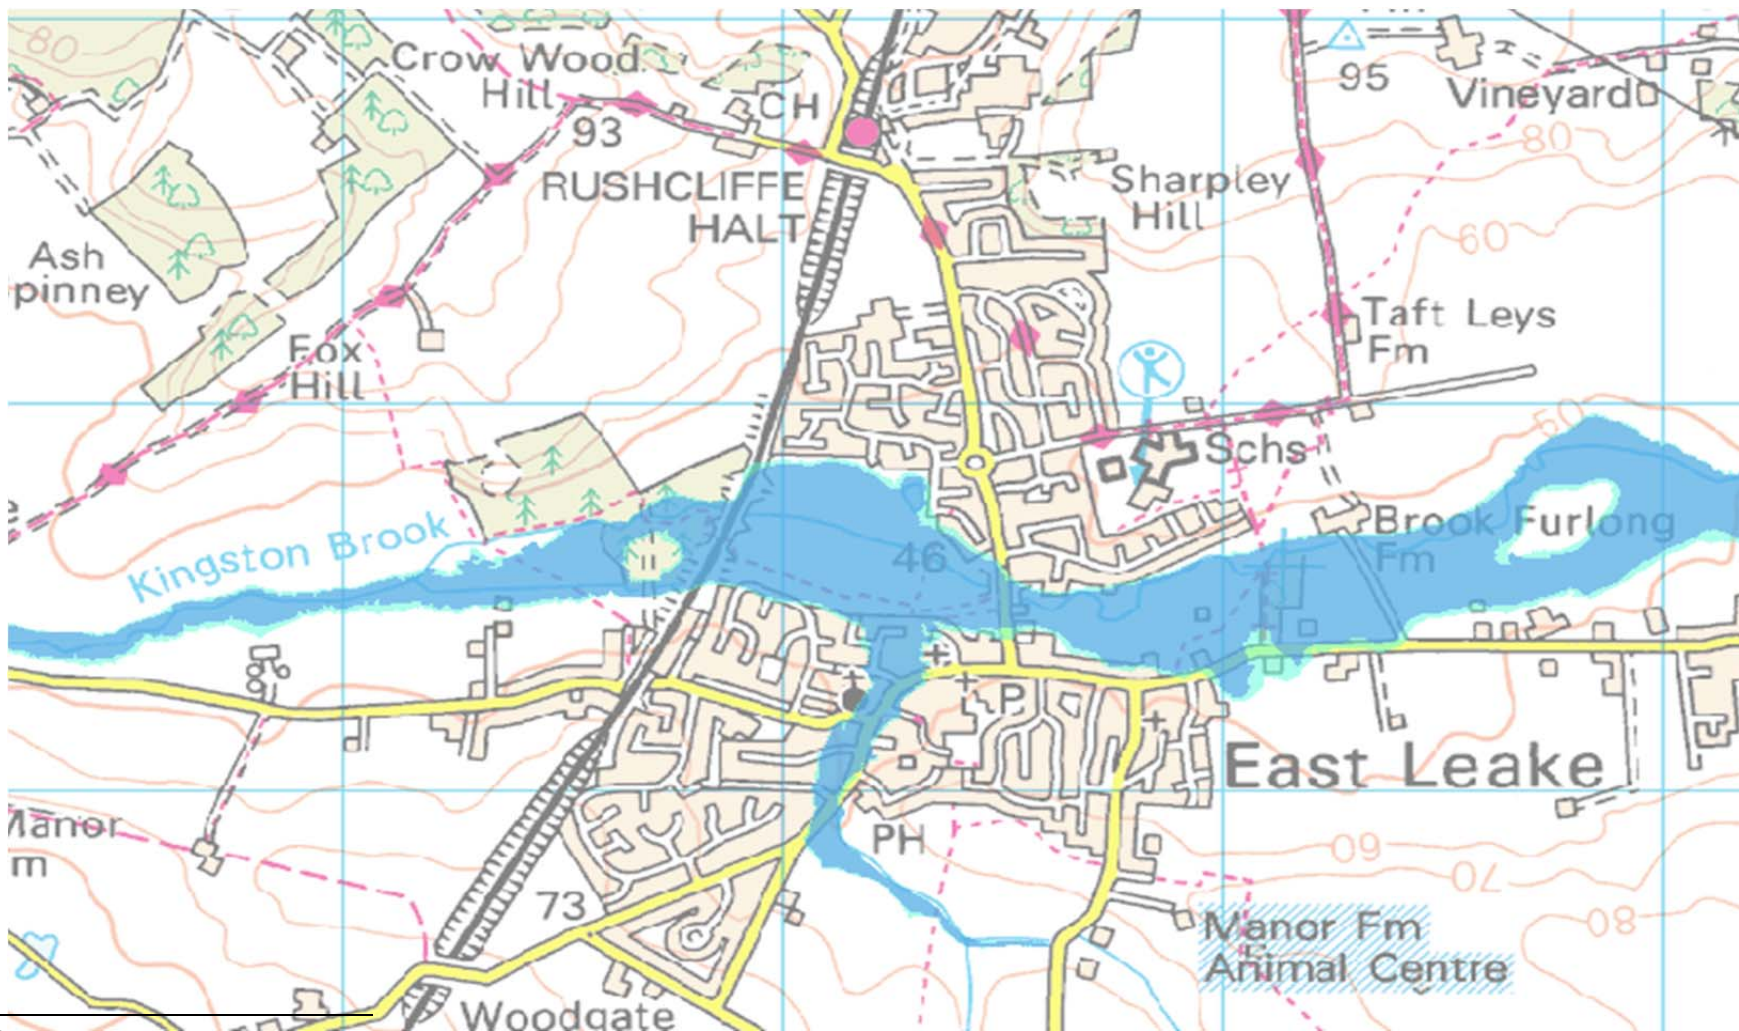 80
Crow Wood
Hill
CH
93
95
Vineyard
80
RUSHCLIFFE
HALT
Sharpley
Hill
60
Ash
pinney
Taft Leys
Fm
Fox
Hill
50
Schs
Kingston Brook
46
Brook Furlong
Fm
P
East Leake
Manor
m
PH
60
70
73
80
Manor Fm
Animal Centre
Woodgate